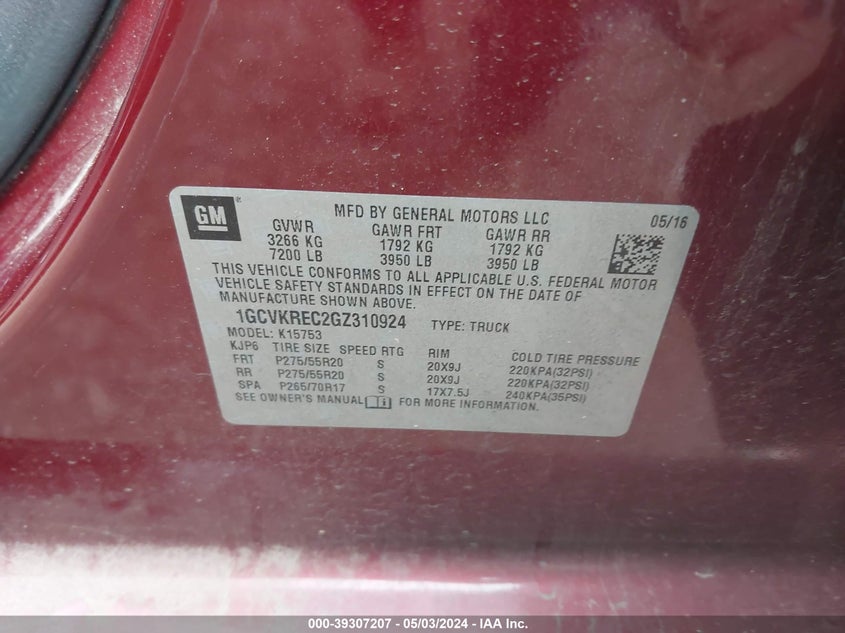 GM
MFD BY GENERAL MOTORS LLC
05/16
GVWR GAWR FRT GAWR RR
3266 KG 1792 KG 1792 KG
7200 LB 3950 LB 3950 LB
THIS VEHICLE CONFORMS TO ALL APPLICABLE U.S. FEDERAL MOTOR
VEHICLE SAFETY STANDARDS IN EFFECT ON THE DATE OF
MANUFACTURE SHOWN ABOVE.
1GCVKREC2GZ310924 TYPE: TRUCK
MODEL: K15753
KJP6 TIRE SIZE SPEED RTG RIM COLD TIRE PRESSURE
FRT P275/55R20 S 20X9J 220KPA(32PSI)
RR P275/55R20 S 20X9J 220KPA(32PSI)
SPA P265/70R17 S 17X7.5J 240KPA(35PSI)
SEE OWNER'S MANUAL FOR MORE INFORMATION.
000-39307207 - 05/03/2024 - IAA Inc.